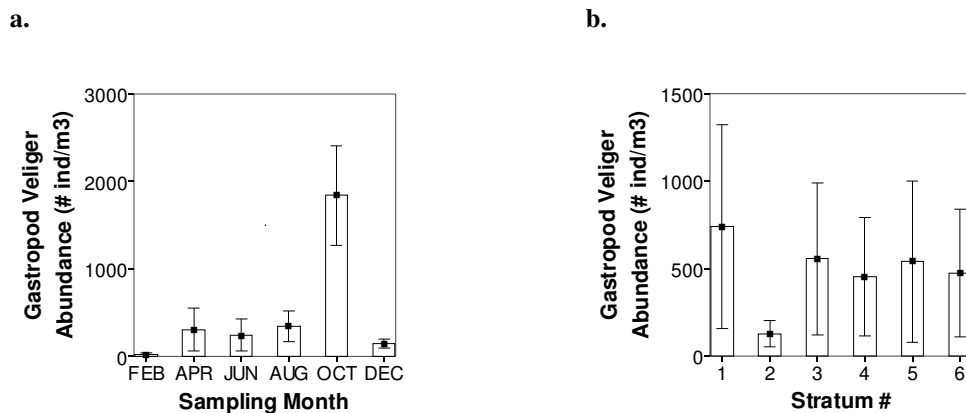 a.
b.
Gastropod Veliger
Abundance (# ind/m3)
3000
2000
1000
0
FEB APR JUN AUG OCT DEC
Sampling Month
Gastropod Veliger
Abundance (# ind/m3)
1500
1000
500
0
1 2 3 4 5 6
Stratum #